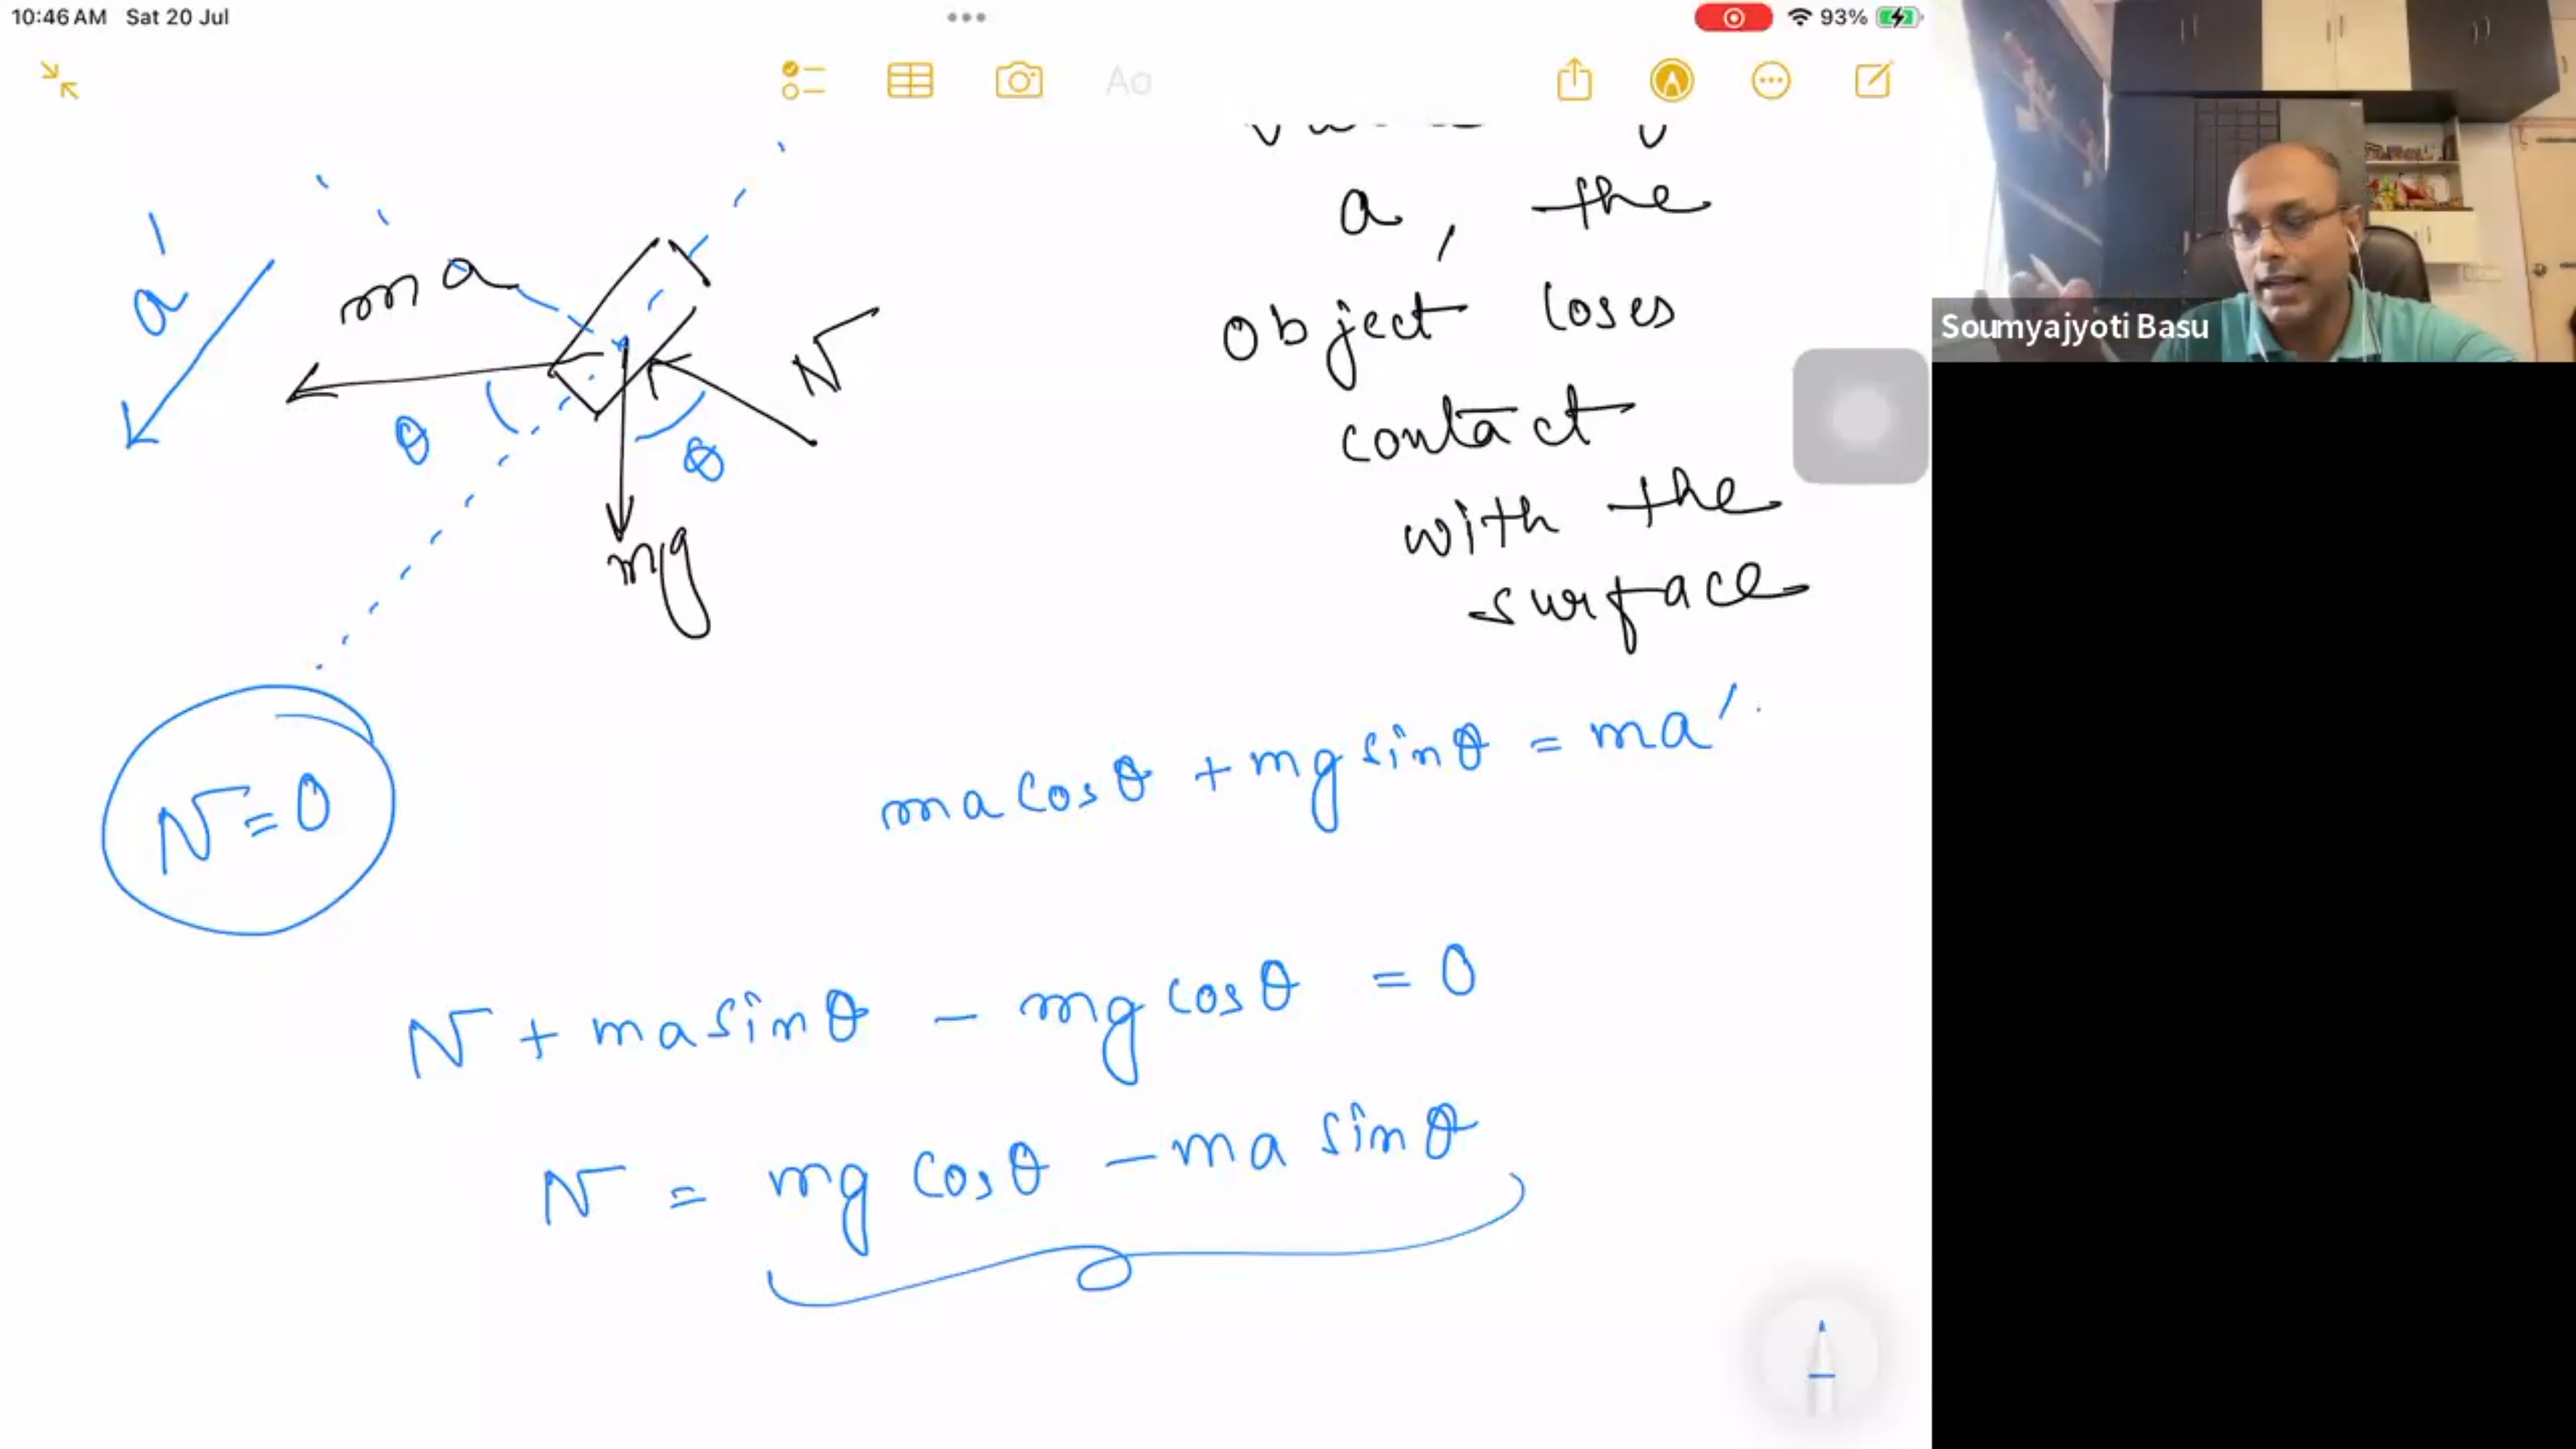 10:46 AM Sat 20 Jul
93%
Aa
a, the
object loses
contact
with the
surface
a'
ma
N
θ
θ
mg
N=0
ma cosθ + mg sinθ = ma'
N + ma sinθ - mg cosθ = 0
N = mg cosθ - ma sinθ
Soumyajyoti Basu